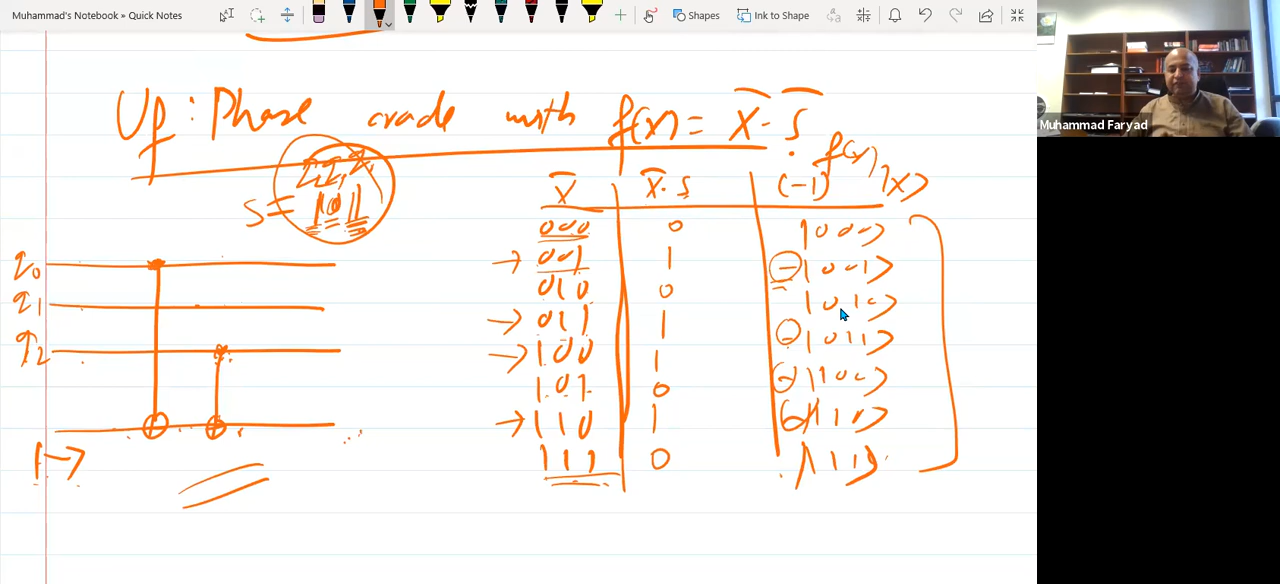 Muhammad's Notebook » Quick Notes
Shapes
Ink to Shape
Muhammad Faryad
Uf : Phase with f(x) = X̄ · S̄
S = 101
X̄ | X̄·S | (-1)^f(x) |x>
000 | 0 | |000>
→ 001 | 1 | -|001>
010 | 0 | |010>
→ 011 | 1 | -|011>
→ 100 | 1 | -|100>
101 | 0
→ 110 | 1 | -|110>
111 | 0 | |111>
q0
q1
q2
|->